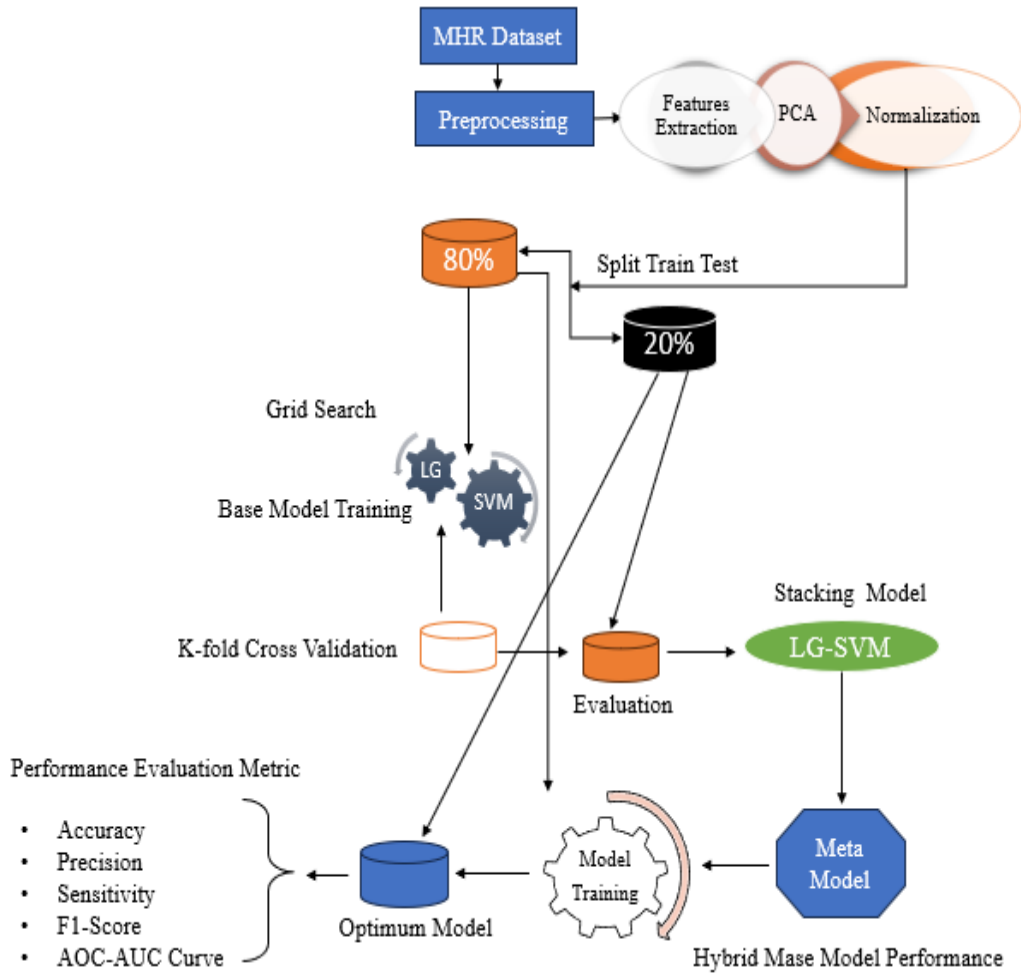 MHR Dataset
Preprocessing
Features
Extraction
PCA
Normalization
80%
Split Train Test
20%
Grid Search
LG
Base Model Training
SVM
Stacking Model
K-fold Cross Validation
LG-SVM
Evaluation
Performance Evaluation Metric
• Accuracy
• Precision
• Sensitivity
• F1-Score
• AOC-AUC Curve
Optimum Model
Model
Training
Meta
Model
Hybrid Mase Model Performance